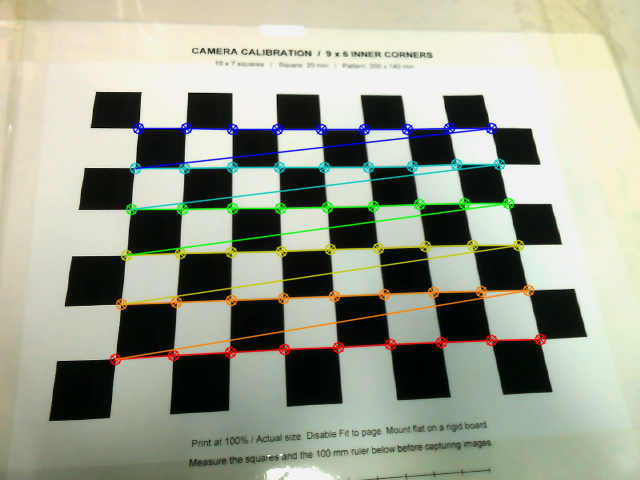 CAMERA CALIBRATION / 9 x 6 INNER CORNERS
10 x 7 squares | Square: 20 mm | Pattern: 200 x 140 mm
Print at 100% / Actual size. Disable Fit to page. Mount flat on a rigid board.
Measure the squares and the 100 mm ruler below before capturing images.